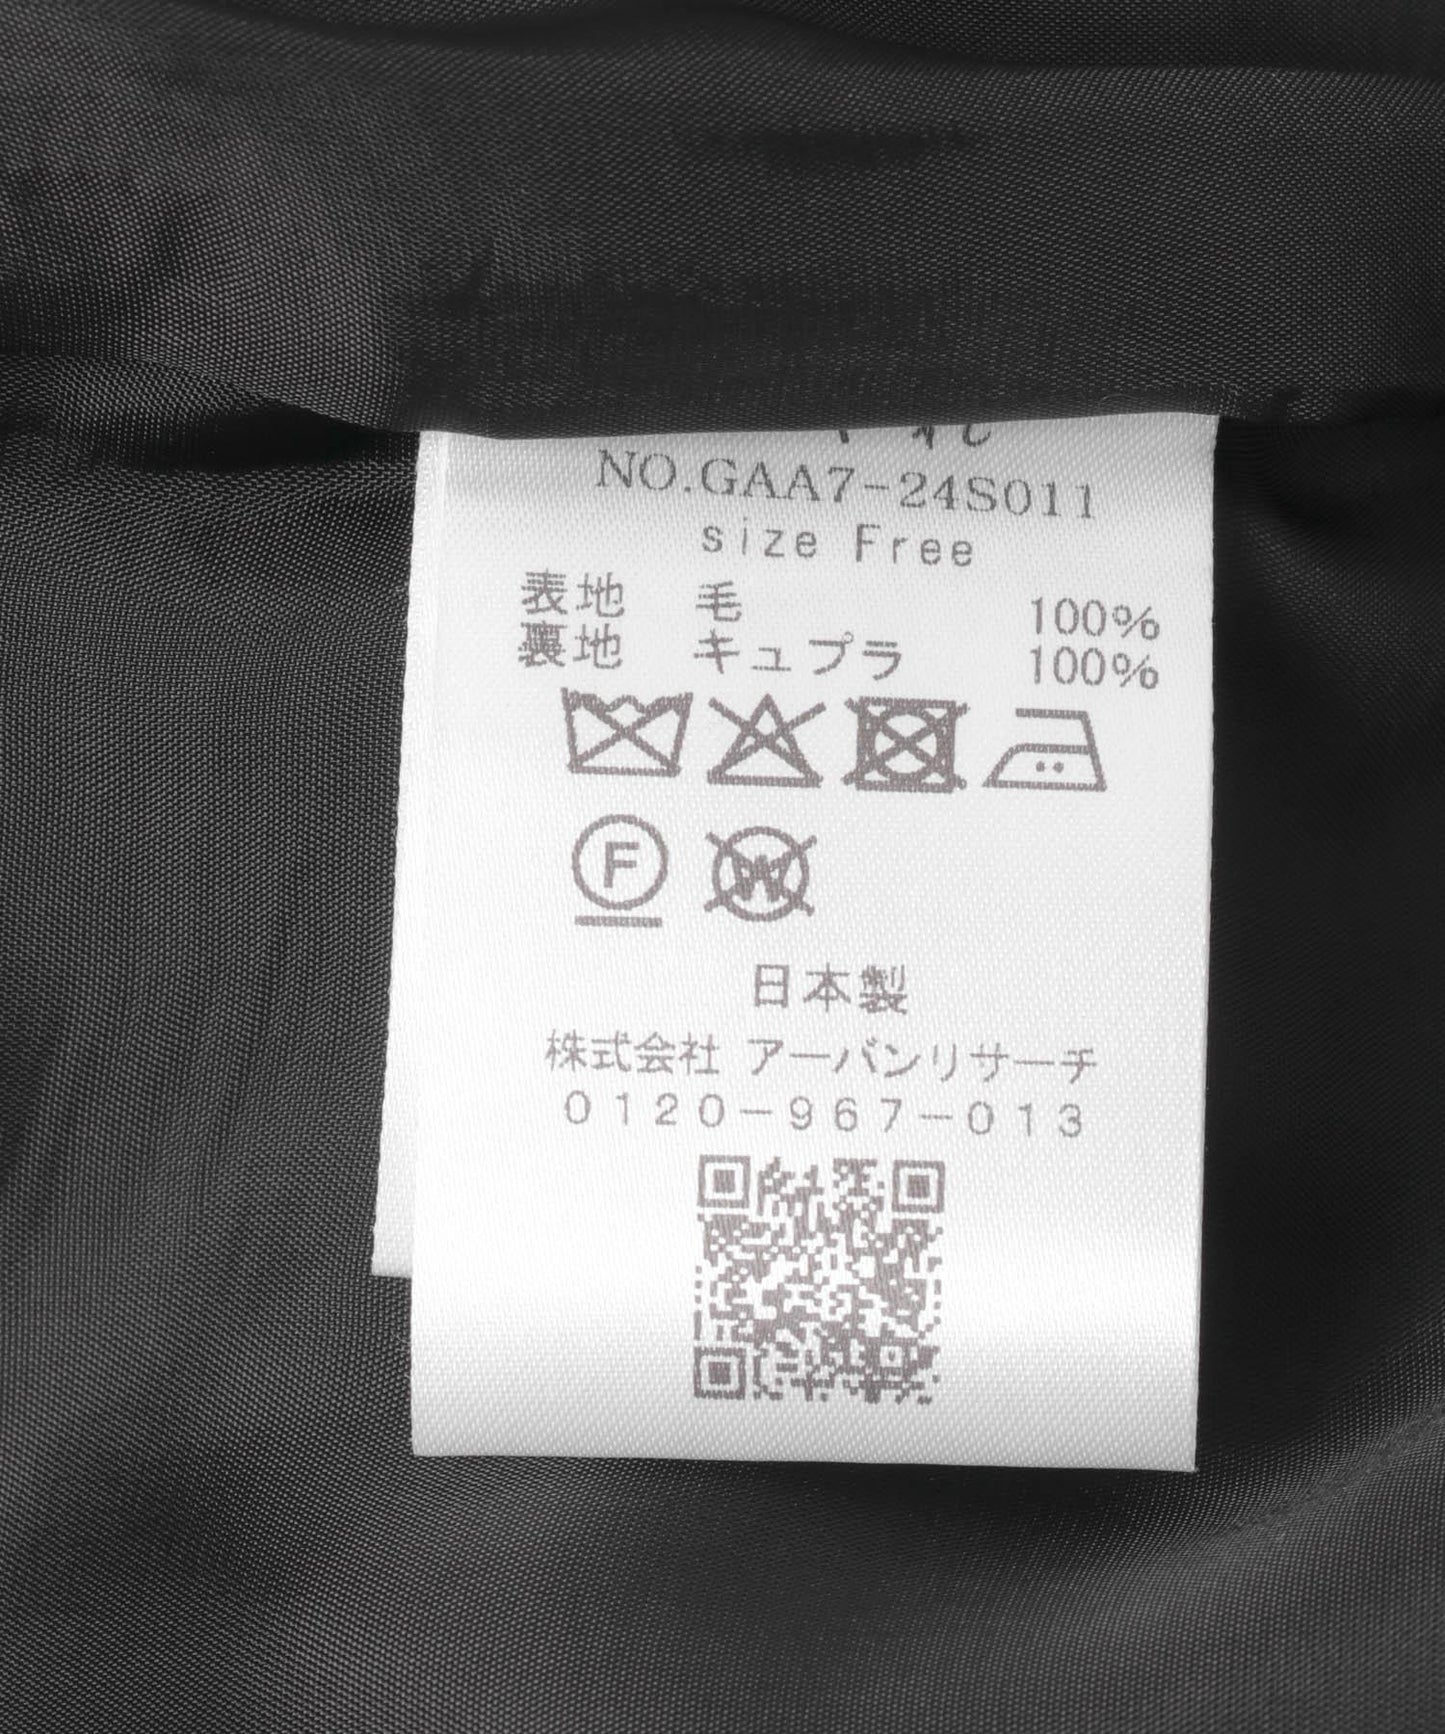 NO.GAA7-24S011
size Free
表地 毛 100%
裏地 キュプラ 100%
F
W
日本製
株式会社 アーバンリサーチ
0120-967-013